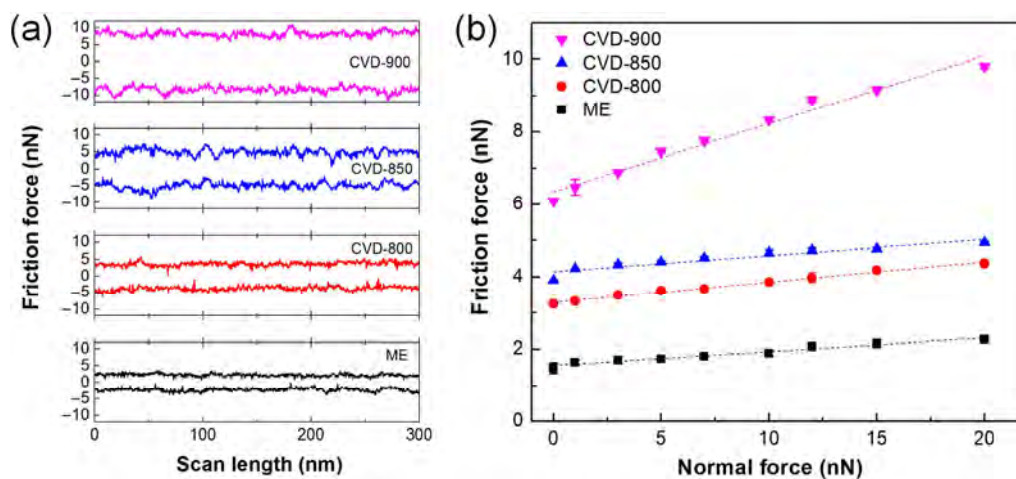 (a)
Friction force (nN)
10
5
0
–5
–10
CVD-900
10
5
0
–5
–10
CVD-850
10
5
0
–5
–10
CVD-800
10
5
0
–5
–10
ME
0
100
200
300
Scan length (nm)
(b)
Friction force (nN)
10
8
6
4
2
0
CVD-900
CVD-850
CVD-800
ME
0
5
10
15
20
Normal force (nN)